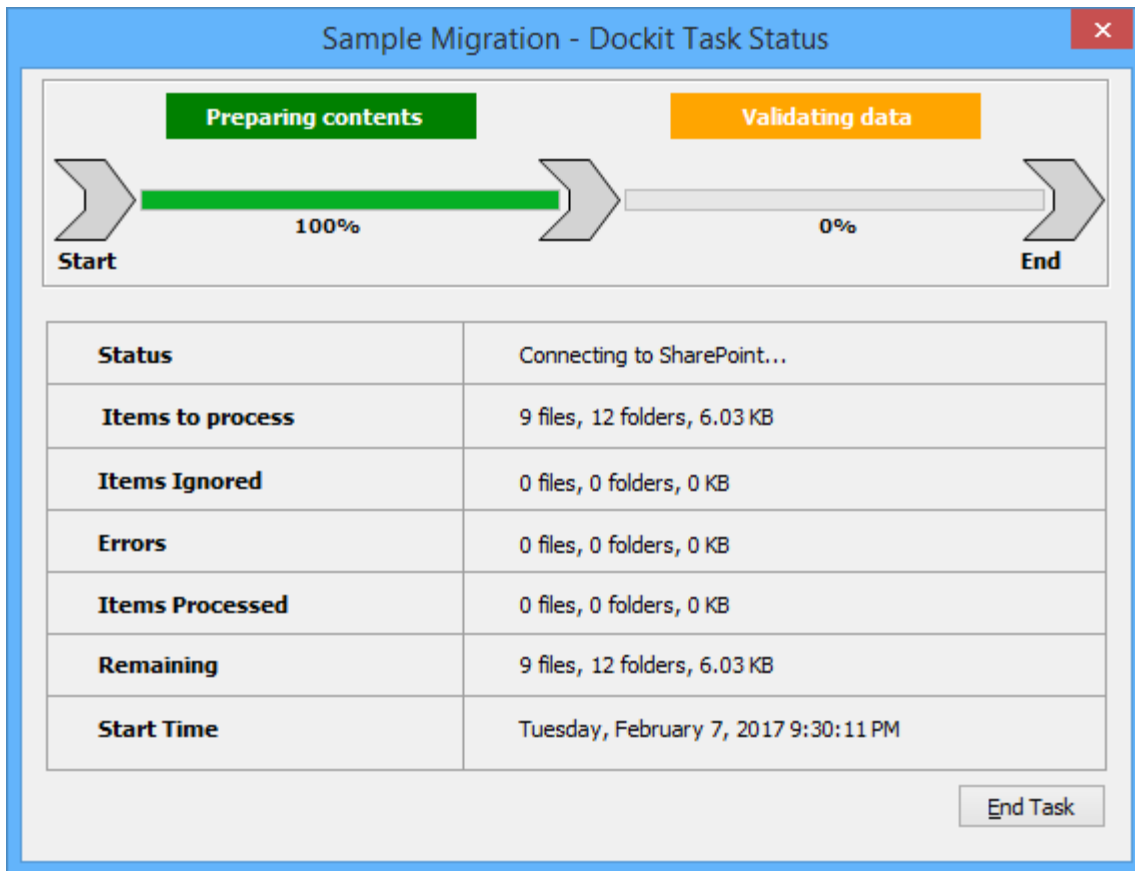 Sample Migration - Dockit Task Status
Preparing contents
Validating data
100%
0%
Start
End
Status
Connecting to SharePoint...
Items to process
9 files, 12 folders, 6.03 KB
Items Ignored
0 files, 0 folders, 0 KB
Errors
0 files, 0 folders, 0 KB
Items Processed
0 files, 0 folders, 0 KB
Remaining
9 files, 12 folders, 6.03 KB
Start Time
Tuesday, February 7, 2017 9:30:11 PM
End Task